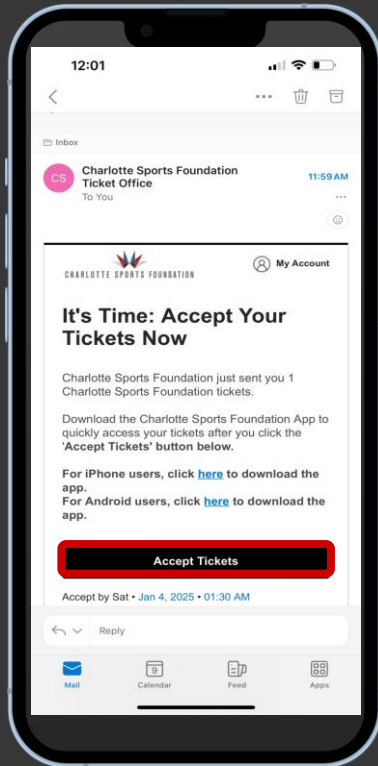 12:01
Inbox
CS
Charlotte Sports Foundation
Ticket Office
11:59 AM
To You
CHARLOTTE SPORTS FOUNDATION
My Account
It's Time: Accept Your
Tickets Now
Charlotte Sports Foundation just sent you 1
Charlotte Sports Foundation tickets.
Download the Charlotte Sports Foundation App to
quickly access your tickets after you click the
'Accept Tickets' button below.
For iPhone users, click here to download the
app.
For Android users, click here to download the
app.
Accept Tickets
Accept by Sat • Jan 4, 2025 • 01:30 AM
Reply
9
Mail Calendar Feed Apps